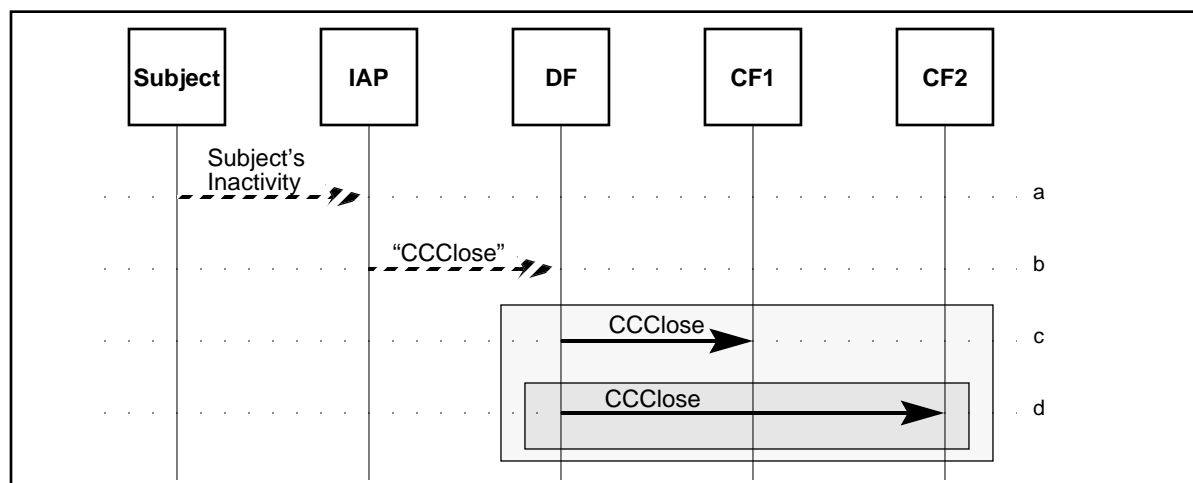 Subject IAP DF CF1 CF2
Subject's
Inactivity
a
“CCClose”
b
CCClose
c
CCClose
d